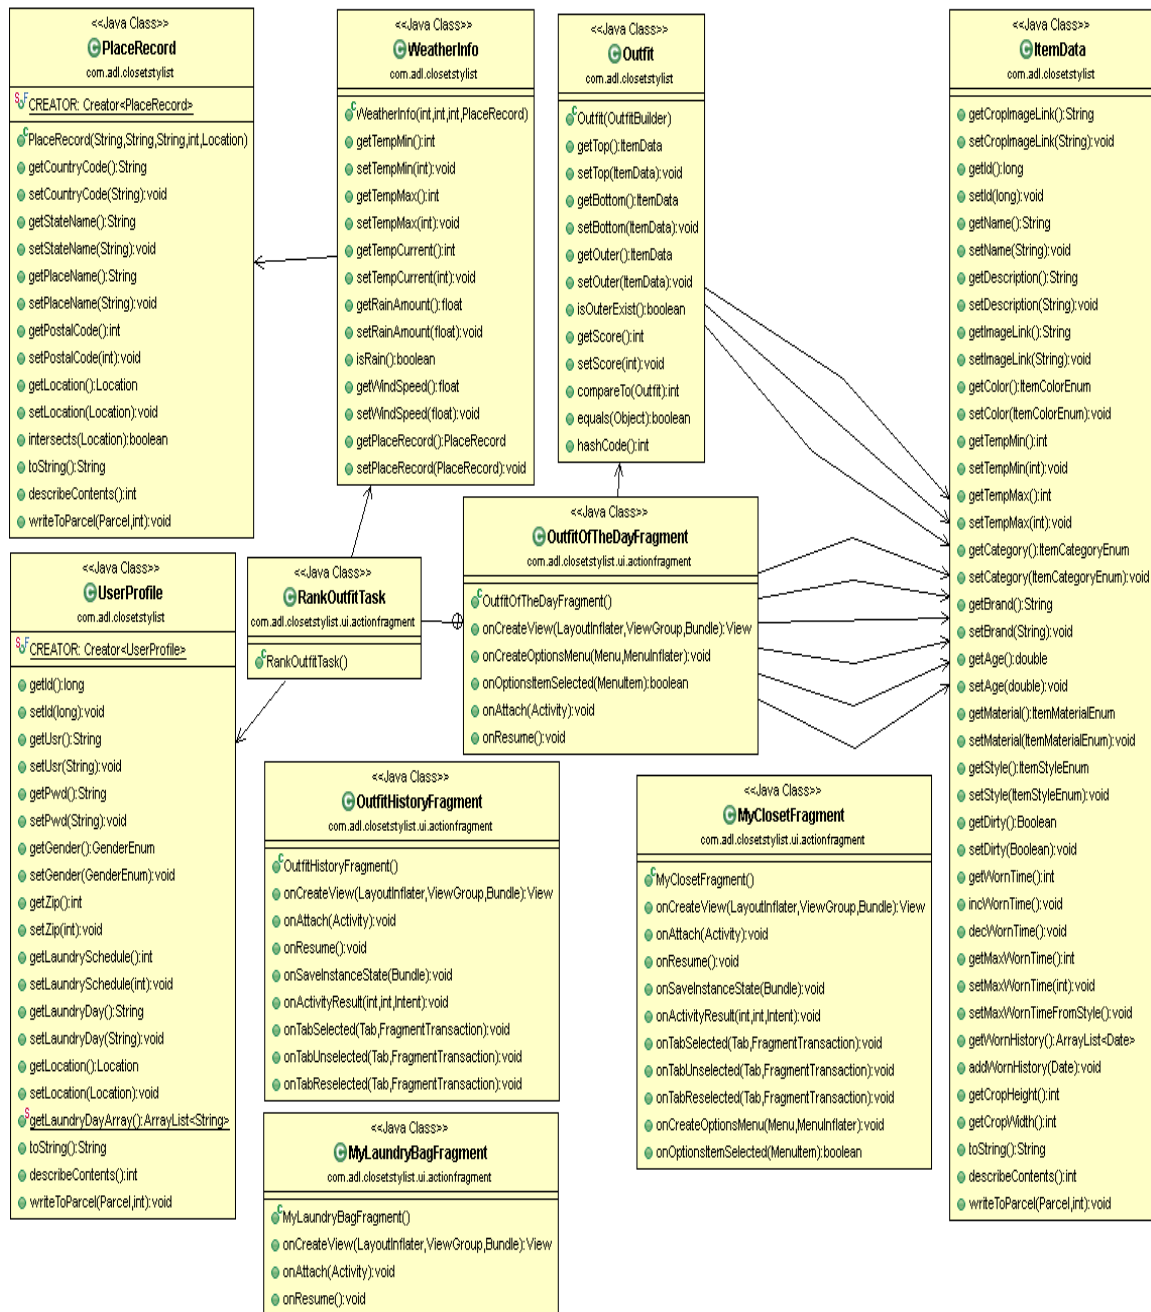 <<Java Class>>
PlaceRecord
com.adl.closetstylist
CREATOR: Creator<PlaceRecord>
PlaceRecord(String,String,String,int,Location)
getCountryCode():String
setCountryCode(String):void
getStateName():String
setStateName(String):void
getPlaceName():String
setPlaceName(String):void
getPostalCode():int
setPostalCode(int):void
getLocation():Location
setLocation(Location):void
intersects(Location):boolean
toString():String
describeContents():int
writeToParcel(Parcel,int):void
<<Java Class>>
WeatherInfo
com.adl.closetstylist
WeatherInfo(int,int,int,PlaceRecord)
getTempMin():int
setTempMin(int):void
getTempMax():int
setTempMax(int):void
getTempCurrent():int
setTempCurrent(int):void
getRainAmount():float
setRainAmount(float):void
isRain():boolean
getWindSpeed():float
setWindSpeed(float):void
getPlaceRecord():PlaceRecord
setPlaceRecord(PlaceRecord):void
<<Java Class>>
Outfit
com.adl.closetstylist
Outfit(OutfitBuilder)
getTop():ItemData
setTop(ItemData):void
getBottom():ItemData
setBottom(ItemData):void
getOuter():ItemData
setOuter(ItemData):void
isOuterExist():boolean
getScore():int
setScore(int):void
compareTo(Outfit):int
equals(Object):boolean
hashCode():int
<<Java Class>>
ItemData
com.adl.closetstylist
getCropImageLink():String
setCropImageLink(String):void
getId():long
setId(long):void
getName():String
setName(String):void
getDescription():String
setDescription(String):void
getImageLink():String
setImageLink(String):void
getColor():ItemColorEnum
setColor(ItemColorEnum):void
getTempMin():int
setTempMin(int):void
getTempMax():int
setTempMax(int):void
getCategory():ItemCategoryEnum
setCategory(ItemCategoryEnum):void
getBrand():String
setBrand(String):void
getAge():double
setAge(double):void
getMaterial():ItemMaterialEnum
setMaterial(ItemMaterialEnum):void
getStyle():ItemStyleEnum
setStyle(ItemStyleEnum):void
getDirty():Boolean
setDirty(Boolean):void
getWornTime():int
incWornTime():void
decWornTime():void
getMaxWornTime():int
setMaxWornTime(int):void
setMaxWornTimeFromStyle():void
getWornHistory():ArrayList<Date>
addWornHistory(Date):void
getCropHeight():int
getCropWidth():int
toString():String
describeContents():int
writeToParcel(Parcel,int):void
<<Java Class>>
UserProfile
com.adl.closetstylist
CREATOR: Creator<UserProfile>
getId():long
setId(long):void
getUsr():String
setUsr(String):void
getPwd():String
setPwd(String):void
getGender():GenderEnum
setGender(GenderEnum):void
getZip():int
setZip(int):void
getLaundrySchedule():int
setLaundrySchedule(int):void
getLaundryDay():String
setLaundryDay(String):void
getLocation():Location
setLocation(Location):void
getLaundryDayArray():ArrayList<String>
toString():String
describeContents():int
writeToParcel(Parcel,int):void
<<Java Class>>
RankOutfitTask
com.adl.closetstylist.ui.actionfragment
RankOutfitTask()
<<Java Class>>
OutfitOfTheDayFragment
com.adl.closetstylist.ui.actionfragment
OutfitOfTheDayFragment()
onCreateView(LayoutInflater,ViewGroup,Bundle):View
onCreateOptionsMenu(Menu,MenuInflater):void
onOptionsItemSelected(MenuItem):boolean
onAttach(Activity):void
onResume():void
<<Java Class>>
OutfitHistoryFragment
com.adl.closetstylist.ui.actionfragment
OutfitHistoryFragment()
onCreateView(LayoutInflater,ViewGroup,Bundle):View
onAttach(Activity):void
onResume():void
onSaveInstanceState(Bundle):void
onActivityResult(int,int,Intent):void
onTabSelected(Tab,FragmentTransaction):void
onTabUnselected(Tab,FragmentTransaction):void
onTabReselected(Tab,FragmentTransaction):void
<<Java Class>>
MyClosetFragment
com.adl.closetstylist.ui.actionfragment
MyClosetFragment()
onCreateView(LayoutInflater,ViewGroup,Bundle):View
onAttach(Activity):void
onResume():void
onSaveInstanceState(Bundle):void
onActivityResult(int,int,Intent):void
onTabSelected(Tab,FragmentTransaction):void
onTabUnselected(Tab,FragmentTransaction):void
onTabReselected(Tab,FragmentTransaction):void
onCreateOptionsMenu(Menu,MenuInflater):void
onOptionsItemSelected(MenuItem):boolean
<<Java Class>>
MyLaundryBagFragment
com.adl.closetstylist.ui.actionfragment
MyLaundryBagFragment()
onCreateView(LayoutInflater,ViewGroup,Bundle):View
onAttach(Activity):void
onResume():void